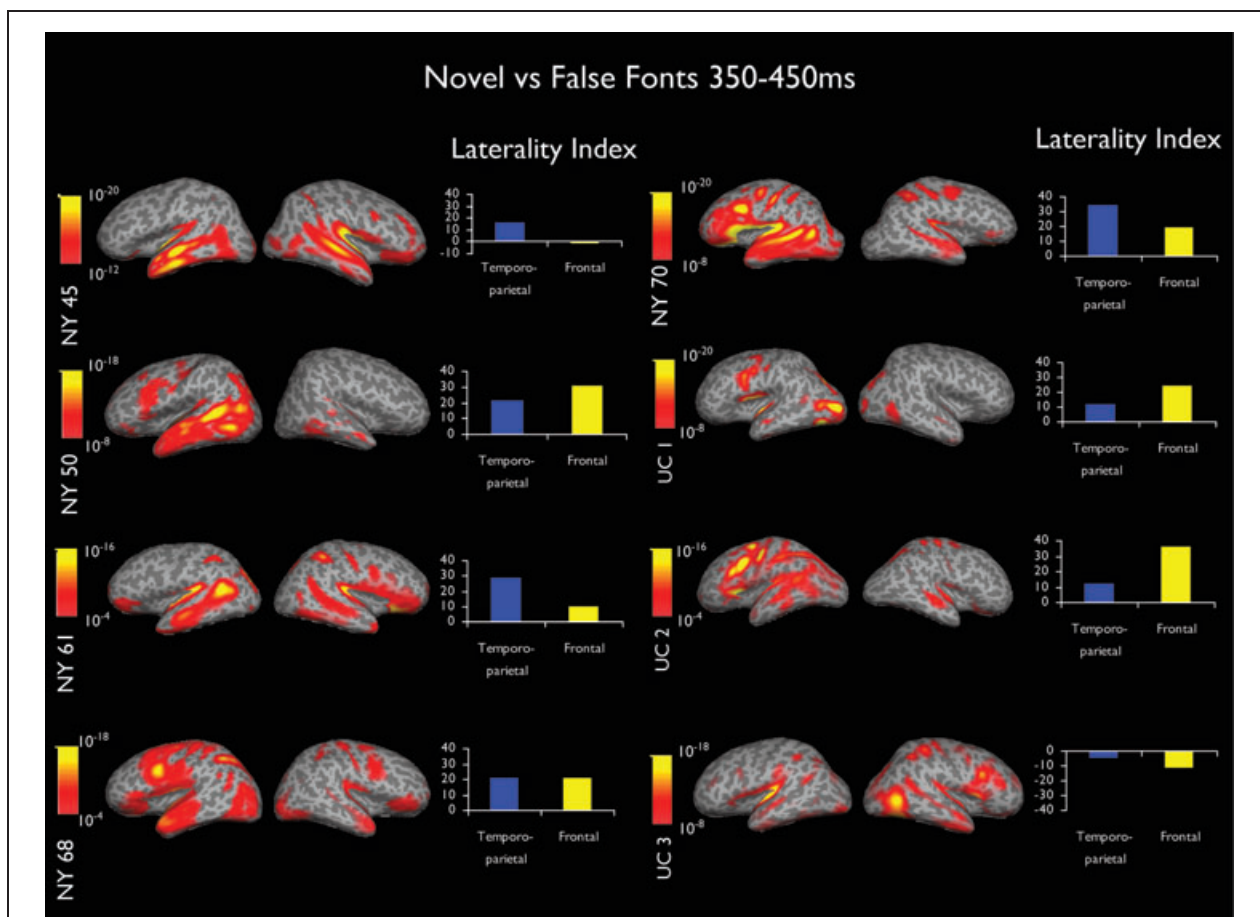 Novel vs False Fonts 350-450ms
Laterality Index
Laterality Index
NY 45
10-20
10-12
40
30
20
10
0
-10
Temporo-
parietal
Frontal
NY 70
10-20
10-8
40
30
20
10
0
Temporo-
parietal
Frontal
NY 50
10-18
10-8
40
30
20
10
0
Temporo-
parietal
Frontal
UC 1
10-20
10-8
40
30
20
10
0
Temporo-
parietal
Frontal
NY 61
10-16
10-4
40
30
20
10
0
Temporo-
parietal
Frontal
UC 2
10-16
10-4
40
30
20
10
0
Temporo-
parietal
Frontal
NY 68
10-18
10-4
40
30
20
10
0
Temporo-
parietal
Frontal
UC 3
10-18
10-8
0
-10
-20
-30
-40
Temporo-
parietal
Frontal